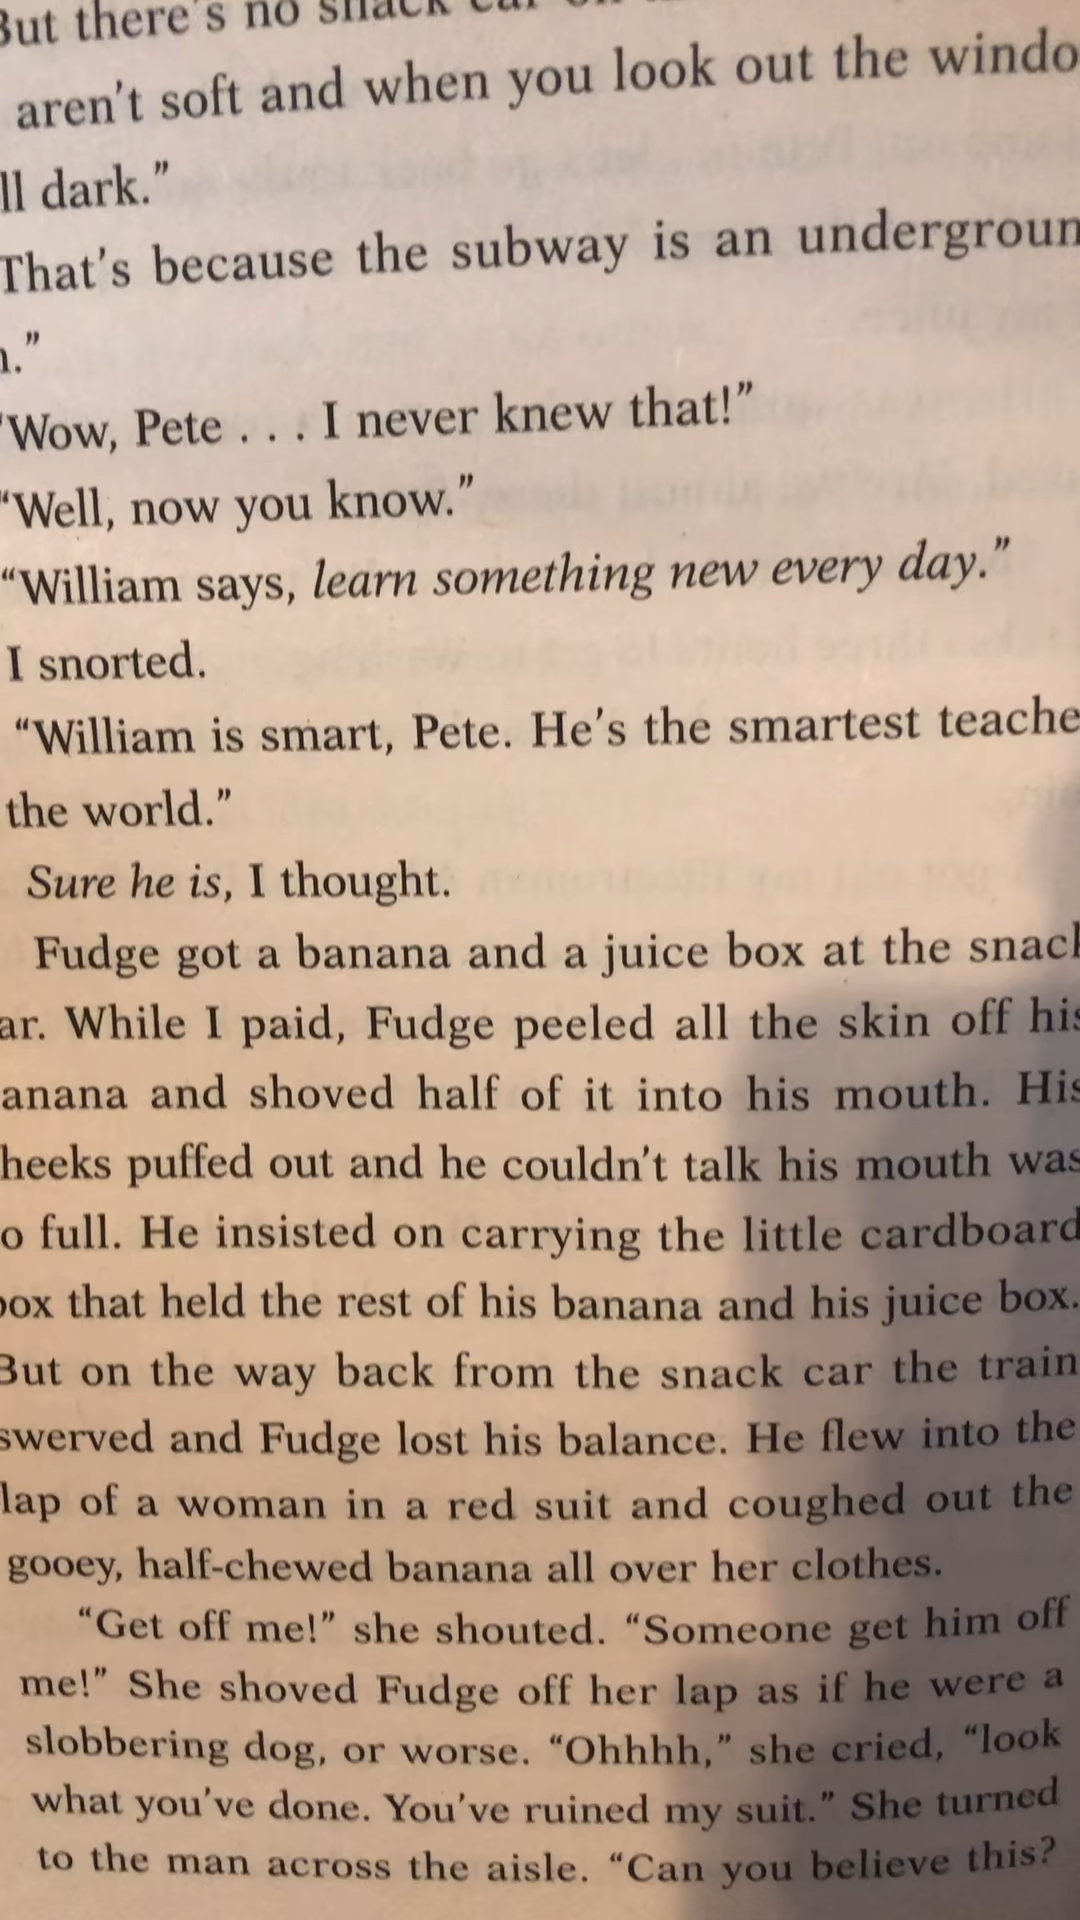 But there's no snack car on
aren't soft and when you look out the windo
ll dark.”
That's because the subway is an undergroun
.”
“Wow, Pete . . . I never knew that!”
“Well, now you know.”
“William says, learn something new every day.”
I snorted.
“William is smart, Pete. He's the smartest teache
the world.”
Sure he is, I thought.
Fudge got a banana and a juice box at the snack
ar. While I paid, Fudge peeled all the skin off his
anana and shoved half of it into his mouth. His
heeks puffed out and he couldn't talk his mouth was
o full. He insisted on carrying the little cardboard
box that held the rest of his banana and his juice box.
But on the way back from the snack car the train
swerved and Fudge lost his balance. He flew into the
lap of a woman in a red suit and coughed out the
gooey, half-chewed banana all over her clothes.
“Get off me!” she shouted. “Someone get him off
me!” She shoved Fudge off her lap as if he were a
slobbering dog, or worse. “Ohhhh,” she cried, “look
what you've done. You've ruined my suit.” She turned
to the man across the aisle. “Can you believe this?